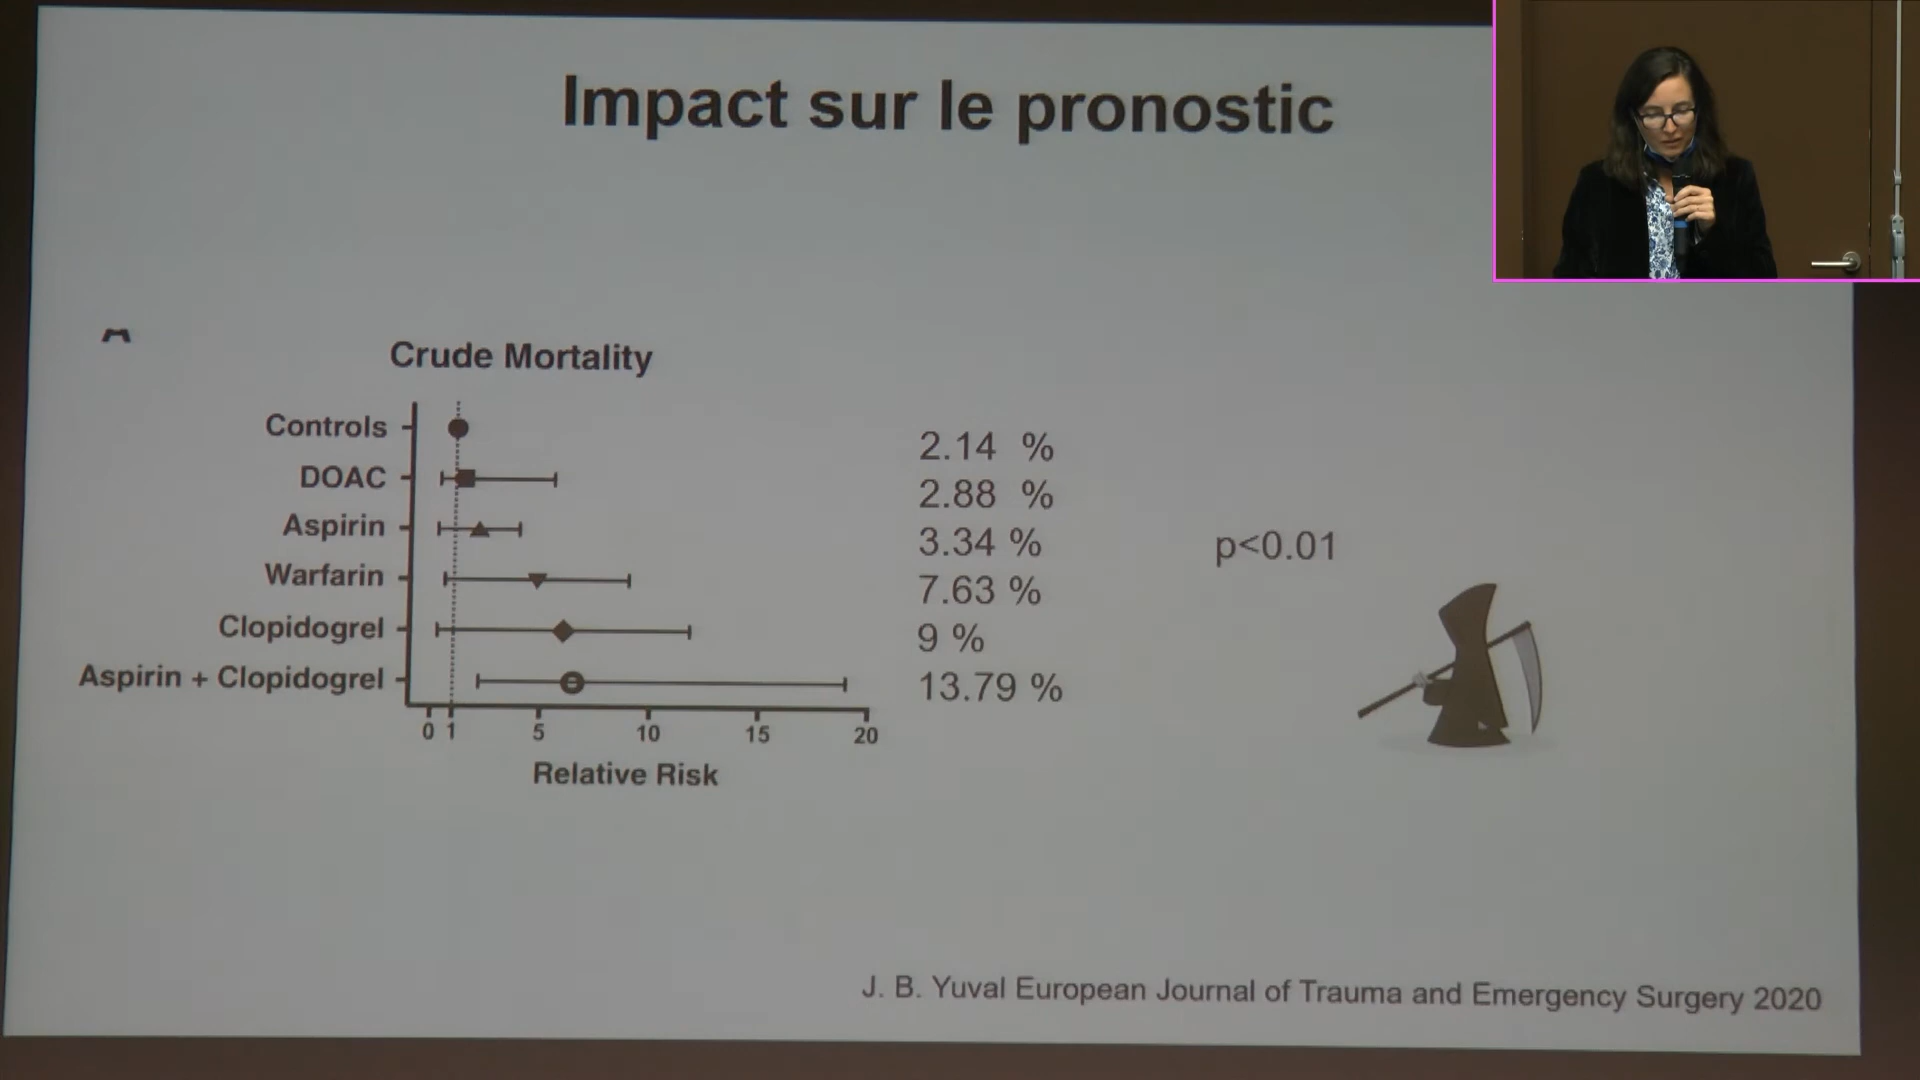 Impact sur le pronostic
Crude Mortality
Controls
DOAC
Aspirin
Warfarin
Clopidogrel
Aspirin + Clopidogrel
0 1 5 10 15 20
Relative Risk
2.14 %
2.88 %
3.34 %
7.63 %
9 %
13.79 %
p<0.01
J. B. Yuval European Journal of Trauma and Emergency Surgery 2020